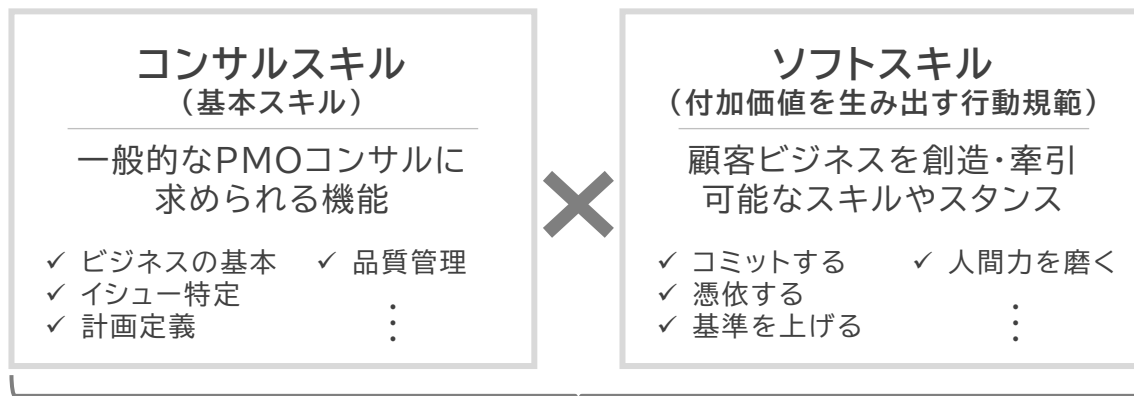 コンサルスキル
（基本スキル）
一般的なPMOコンサルに
求められる機能
✓ ビジネスの基本
✓ イシュー特定
✓ 計画定義
✓ 品質管理
⋮
×
ソフトスキル
（付加価値を生み出す行動規範）
顧客ビジネスを創造・牽引
可能なスキルやスタンス
✓ コミットする
✓ 憑依する
✓ 基準を上げる
✓ 人間力を磨く
⋮